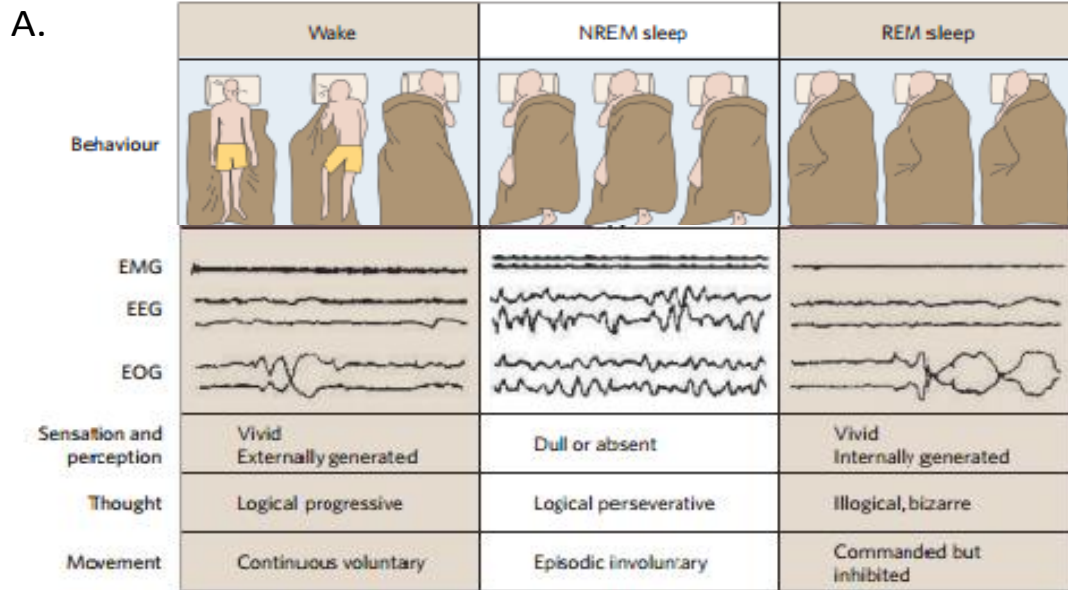 A.
Wake
NREM sleep
REM sleep
Behaviour
EMG
EEG
EOG
Sensation and
perception
Vivid
Externally generated
Dull or absent
Vivid
Internally generated
Thought
Logical progressive
Logical perseverative
Illogical, bizarre
Movement
Continuous voluntary
Episodic involuntary
Commanded but
inhibited